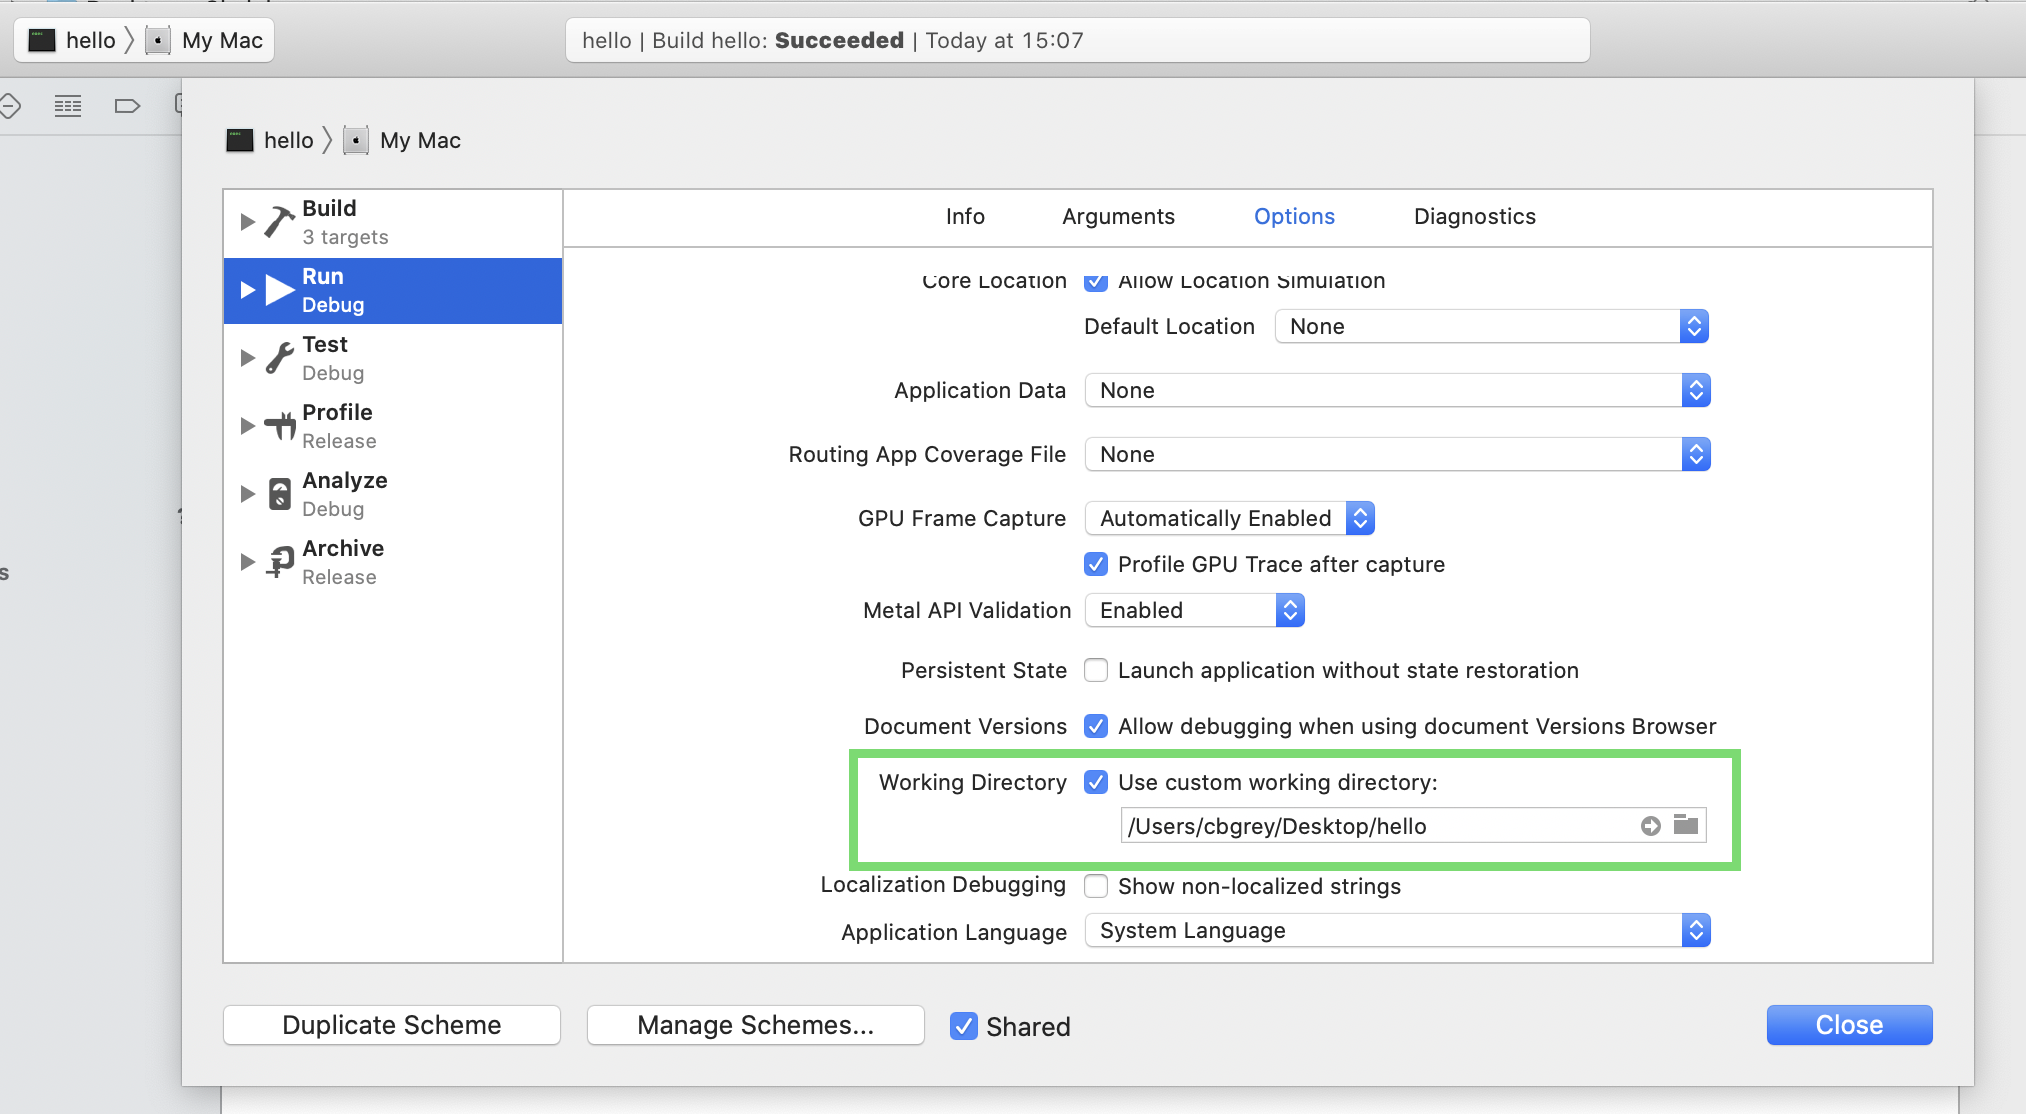 hello My Mac
hello | Build hello: Succeeded | Today at 15:07
hello My Mac
Build
3 targets
Run
Debug
Test
Debug
Profile
Release
Analyze
Debug
Archive
Release
Info Arguments Options Diagnostics
Core Location Allow Location Simulation
Default Location None
Application Data None
Routing App Coverage File None
GPU Frame Capture Automatically Enabled
Profile GPU Trace after capture
Metal API Validation Enabled
Persistent State Launch application without state restoration
Document Versions Allow debugging when using document Versions Browser
Working Directory Use custom working directory:
/Users/cbgrey/Desktop/hello
Localization Debugging Show non-localized strings
Application Language System Language
Duplicate Scheme Manage Schemes... Shared Close
s